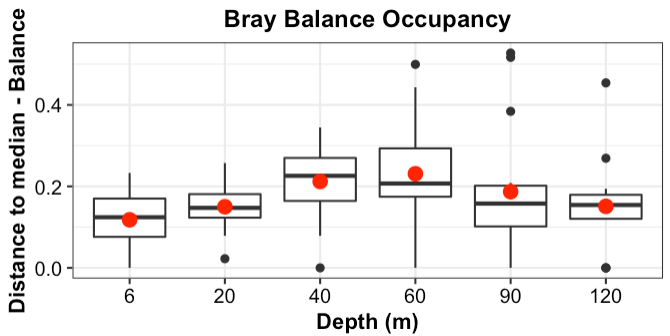 Bray Balance Occupancy
Distance to median - Balance
0.4
0.2
0.0
6 20 40 60 90 120
Depth (m)